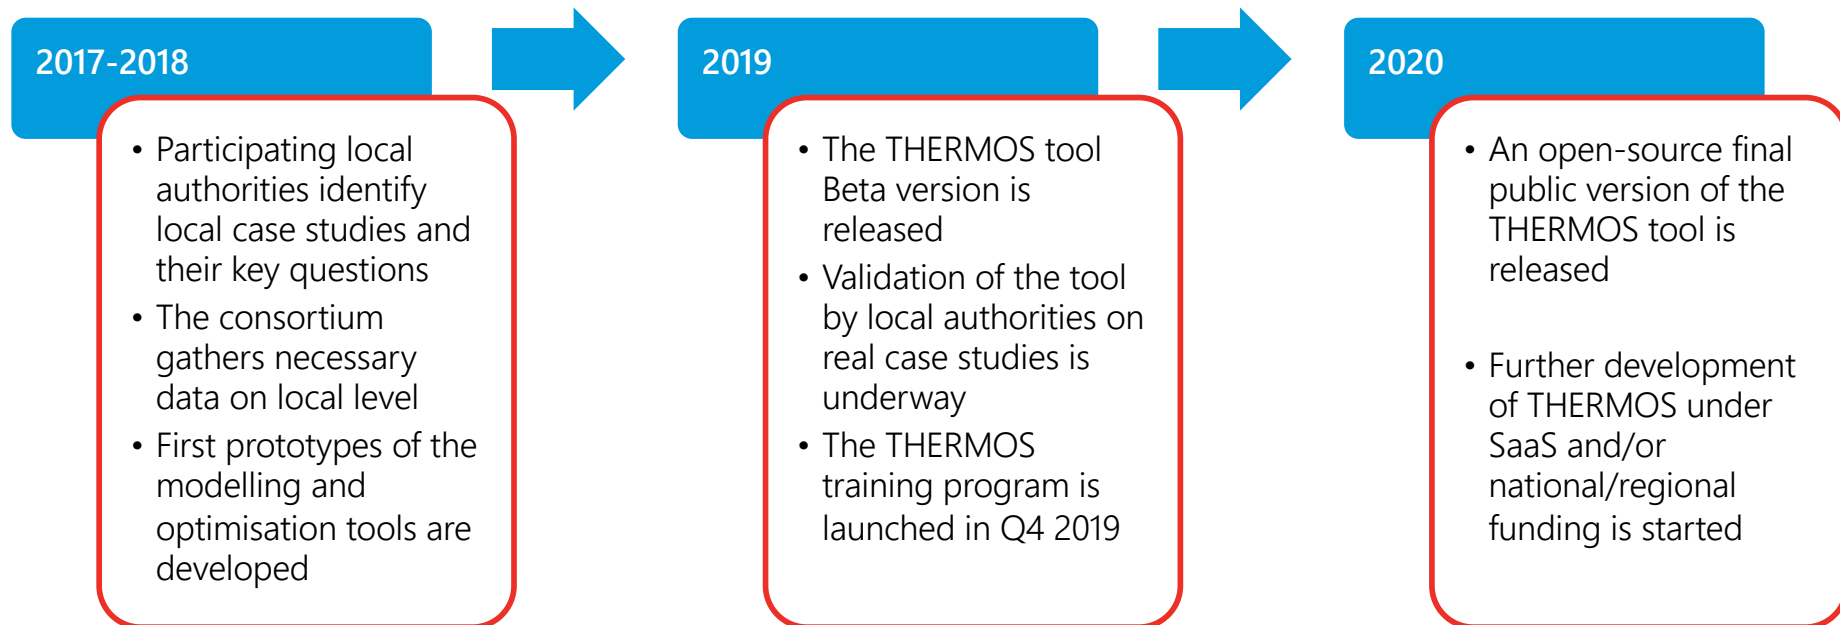 2017-2018
• Participating local
authorities identify
local case studies and
their key questions
• The consortium
gathers necessary
data on local level
• First prototypes of the
modelling and
optimisation tools are
developed
2019
• The THERMOS tool
Beta version is
released
• Validation of the tool
by local authorities on
real case studies is
underway
• The THERMOS
training program is
launched in Q4 2019
2020
• An open-source final
public version of the
THERMOS tool is
released
• Further development
of THERMOS under
SaaS and/or
national/regional
funding is started